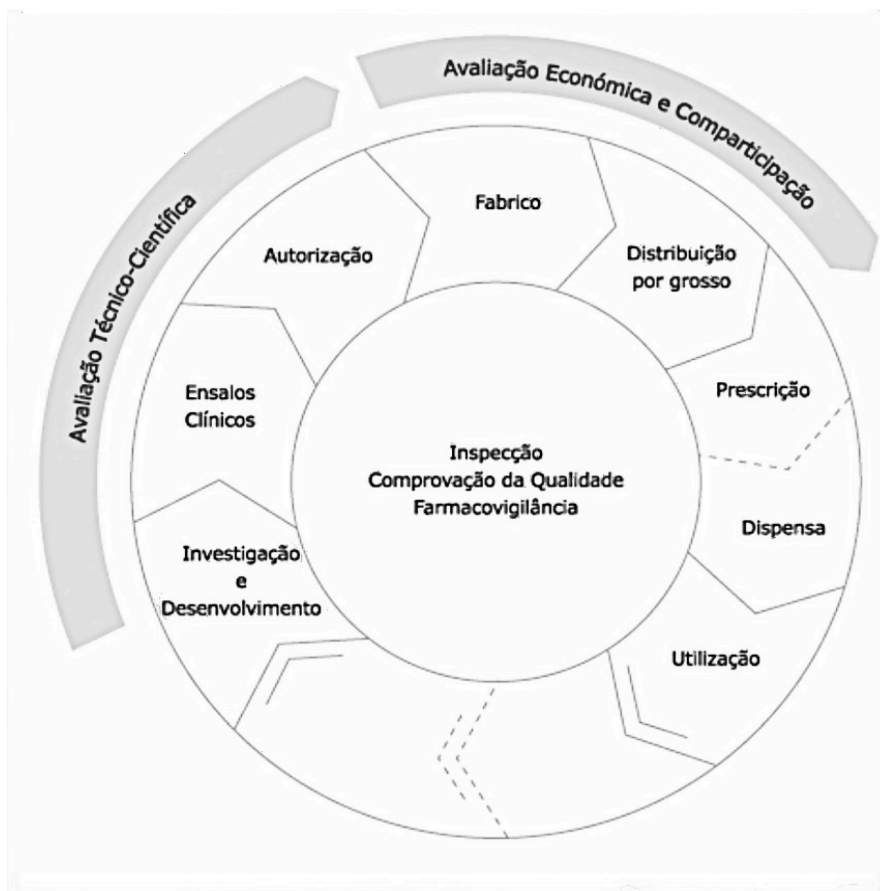 Avaliação Económica e Comparticipação
Avaliação Técnico-Científica
Fabrico
Autorização
Distribuição
por grosso
Ensalos
Clínicos
Prescrição
Inspecção
Comprovação da Qualidade
Farmacovigilância
Dispensa
Investigação
e
Desenvolvimento
Utilização